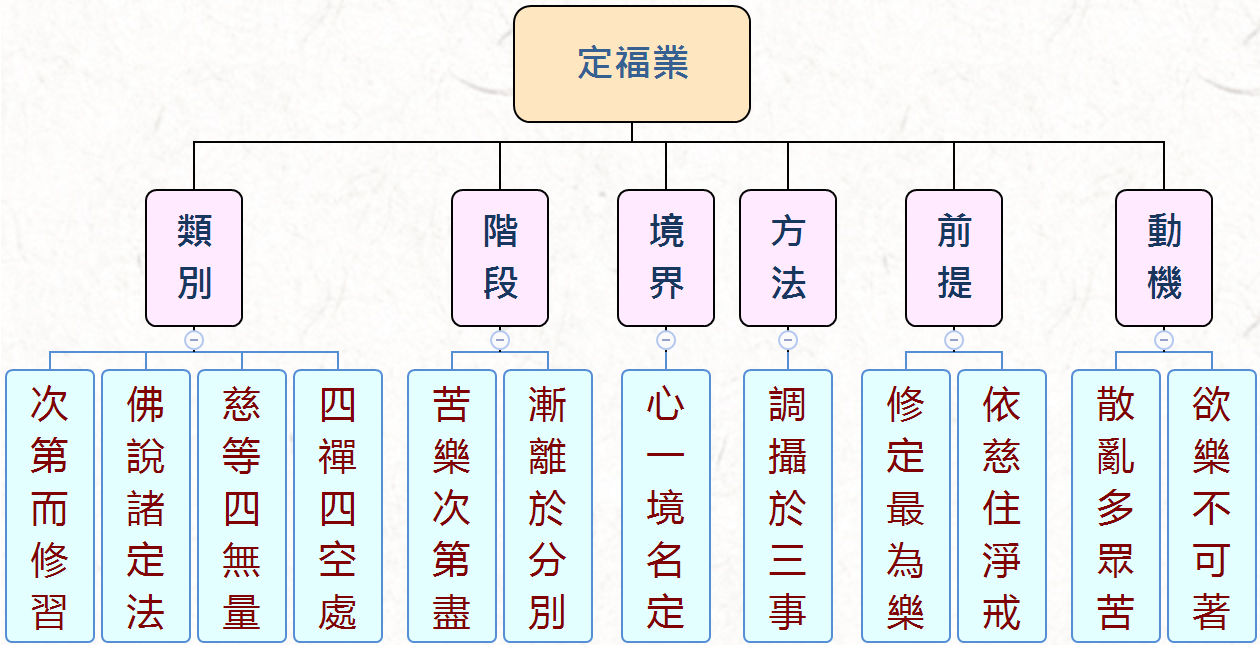 定福業
動機
前提
方法
境界
階段
類別
欲樂不可著
散亂多眾苦
依慈住淨戒
修定最為樂
調攝於三事
心一境名定
漸離於分別
苦樂次第盡
四禪四空處
慈等四無量
佛說諸定法
次第而修習